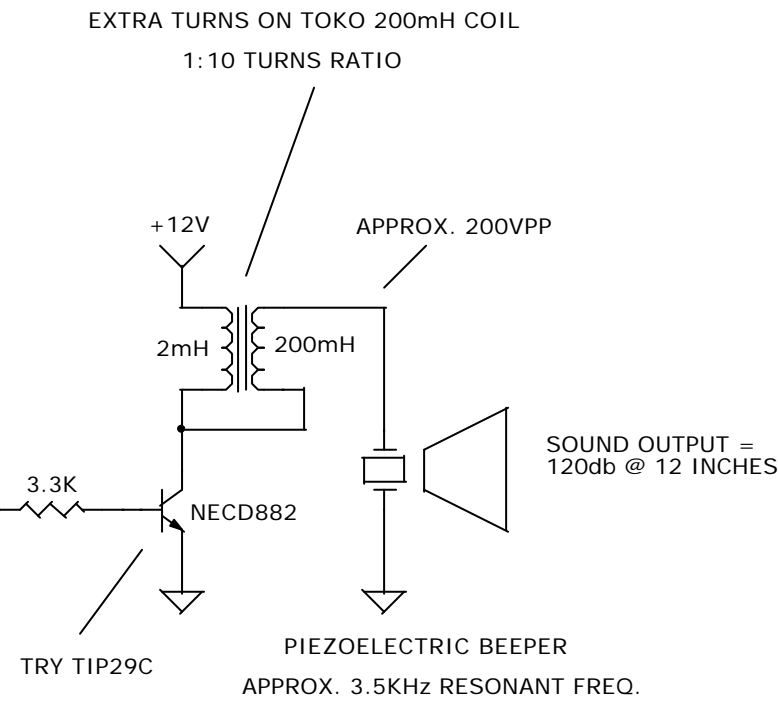 EXTRA TURNS ON TOKO 200mH COIL
1:10 TURNS RATIO
+12V
APPROX. 200VPP
2mH
200mH
SOUND OUTPUT =
120db @ 12 INCHES
3.3K
NECD882
TRY TIP29C
PIEZOELECTRIC BEEPER
APPROX. 3.5KHz RESONANT FREQ.